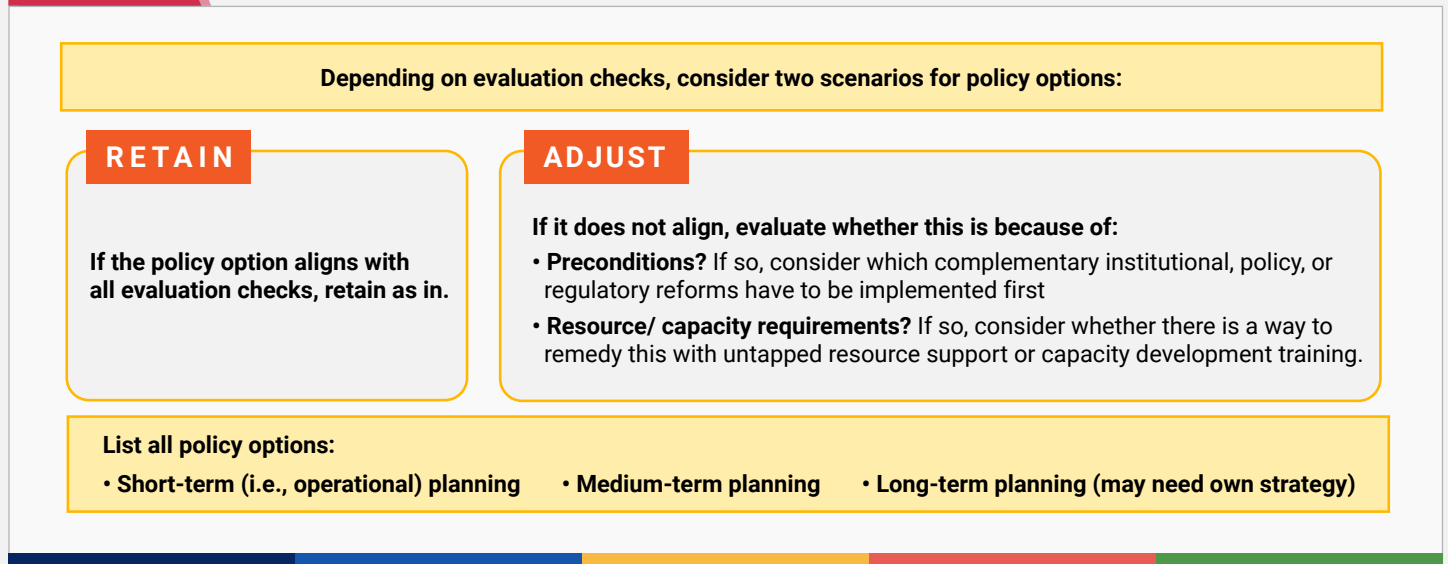 Depending on evaluation checks, consider two scenarios for policy options:
RETAIN
If the policy option aligns with
all evaluation checks, retain as in.
ADJUST
If it does not align, evaluate whether this is because of:
• Preconditions? If so, consider which complementary institutional, policy, or
regulatory reforms have to be implemented first
• Resource/ capacity requirements? If so, consider whether there is a way to
remedy this with untapped resource support or capacity development training.
List all policy options:
• Short-term (i.e., operational) planning • Medium-term planning • Long-term planning (may need own strategy)